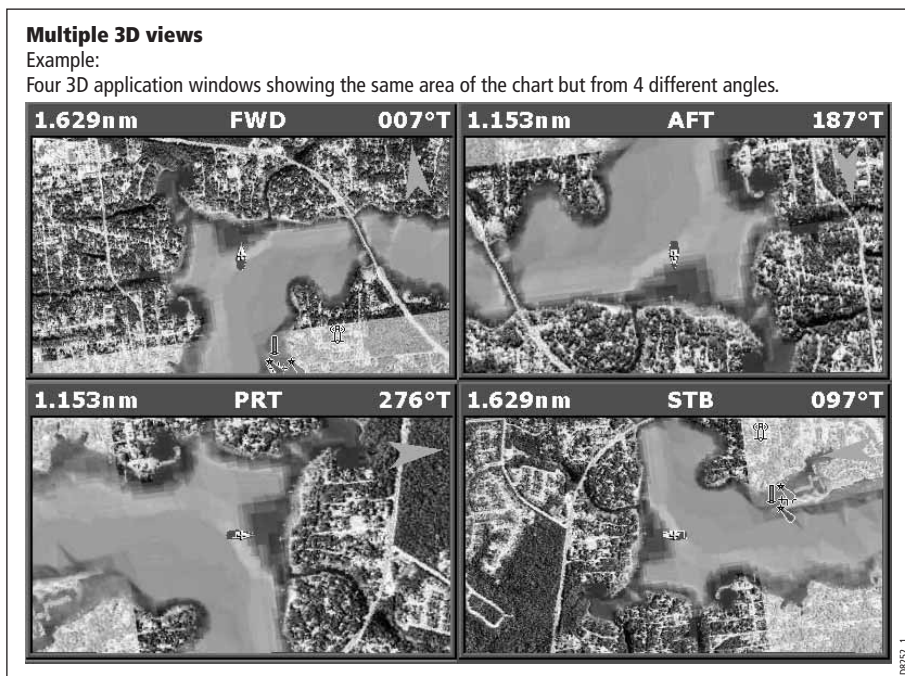 Multiple 3D views
Example:
Four 3D application windows showing the same area of the chart but from 4 different angles.
1.629nm FWD 007°T
1.153nm AFT 187°T
1.153nm PRT 276°T
1.629nm STB 097°T
D8252_1